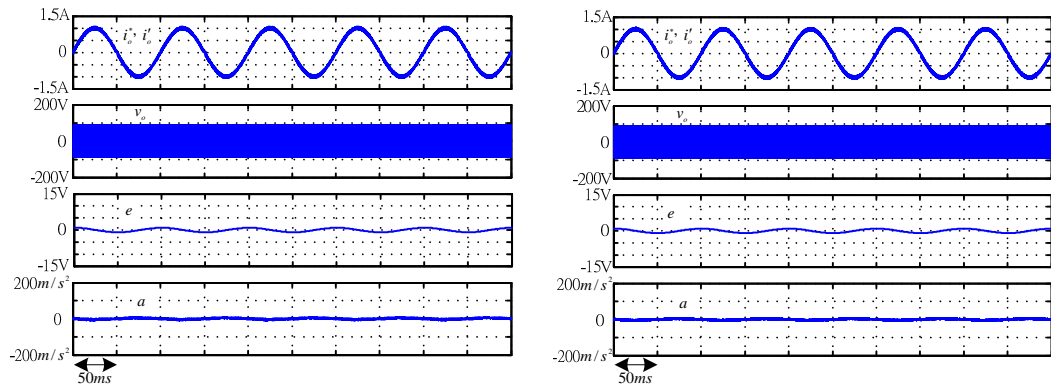 1.5A
i*o, i'o
0
-1.5A
200V
vo
0
-200V
15V
e
0
-15V
200m/s²
a
0
-200m/s²
50ms
1.5A
i*o, i'o
0
-1.5A
200V
vo
0
-200V
15V
e
0
-15V
200m/s²
a
0
-200m/s²
50ms